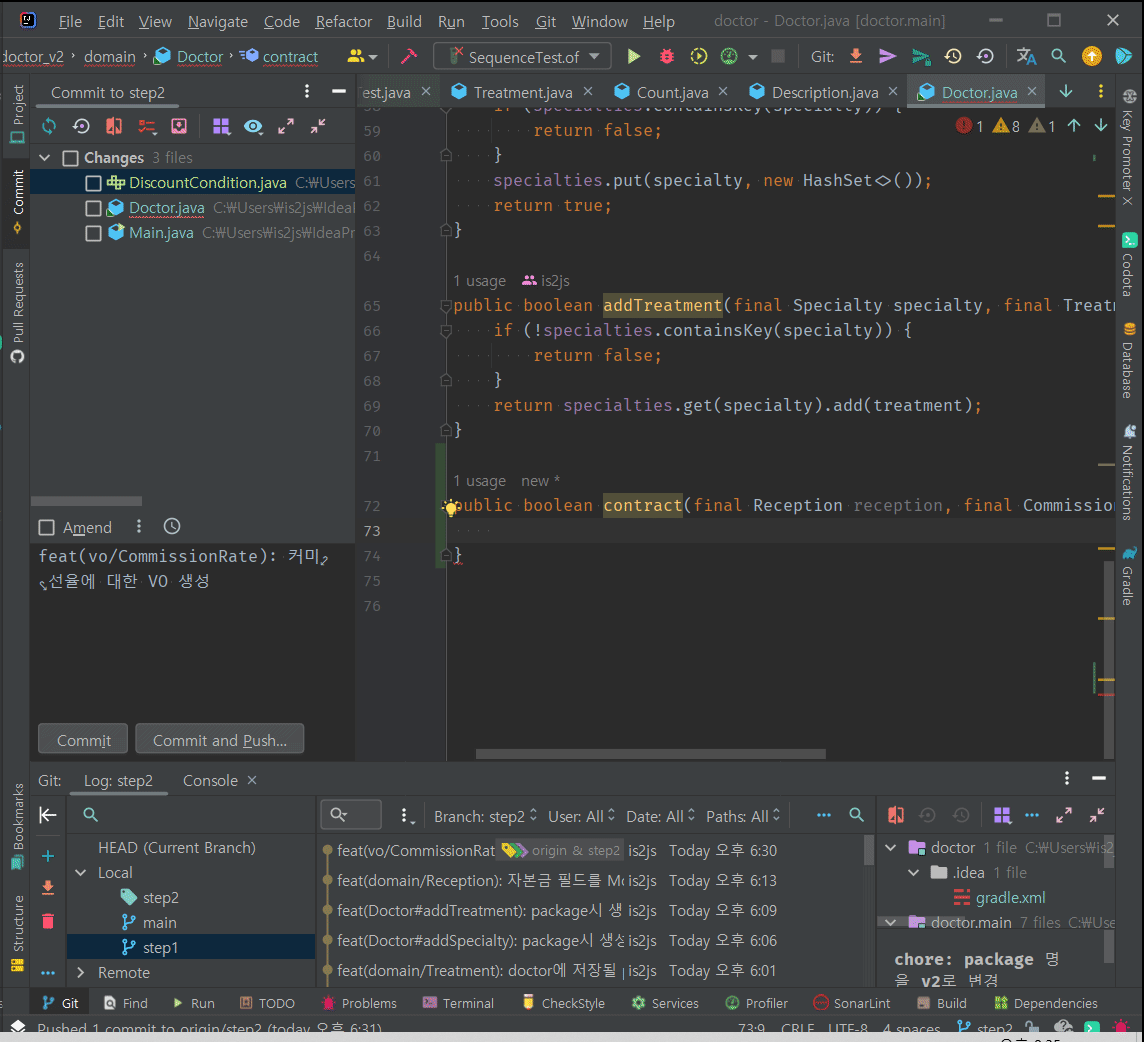 File Edit View Navigate Code Refactor Build Run Tools Git Window Help doctor - Doctor.java [doctor.main]
doctor_v2 domain Doctor contract SequenceTest.of Git:
Commit to step2
Test.java Treatment.java Count.java Description.java Doctor.java
Changes 3 files
DiscountCondition.java C:₩Users
Doctor.java C:₩Users₩is2js₩Idea
Main.java C:₩Users₩is2js₩IdeaPr
Amend
feat(vo/CommissionRate): 커미
션율에 대한 VO 생성
Commit Commit and Push...
1 8 1
58 if (specialties.containsKey(specialty)) {
59 return false;
60 }
61 specialties.put(specialty, new HashSet<>());
62 return true;
63 }
64
1 usage is2js
65 public boolean addTreatment(final Specialty specialty, final Treatm
66 if (!specialties.containsKey(specialty)) {
67 return false;
68 }
69 return specialties.get(specialty).add(treatment);
70 }
71
1 usage new *
72 public boolean contract(final Reception reception, final Commission
73
74 }
75
76
Project
Commit
Pull Requests
Bookmarks
Structure
Key Promoter X
Codota
Database
Notifications
Gradle
Git: Log: step2 Console
HEAD (Current Branch)
Local
step2
main
step1
Remote
Branch: step2 User: All Date: All Paths: All
feat(vo/CommissionRat origin & step2 is2js Today 오후 6:30
feat(domain/Reception): 자본금 필드를 Mo is2js Today 오후 6:13
feat(Doctor#addTreatment): package시 생 is2js Today 오후 6:09
feat(Doctor#addSpecialty): package시 생성 is2js Today 오후 6:06
feat(domain/Treatment): doctor에 저장될 is2js Today 오후 6:01
doctor 1 file C:₩Users₩is2
.idea 1 file
gradle.xml
doctor.main 7 files C:₩Use
chore: package 명
을 v2로 변경
Git Find Run TODO Problems Terminal CheckStyle Services Profiler SonarLint Build Dependencies
Pushed 1 commit to origin/step2 (today 오후 6:31) 73:9 CRLF UTF-8 4 spaces step2